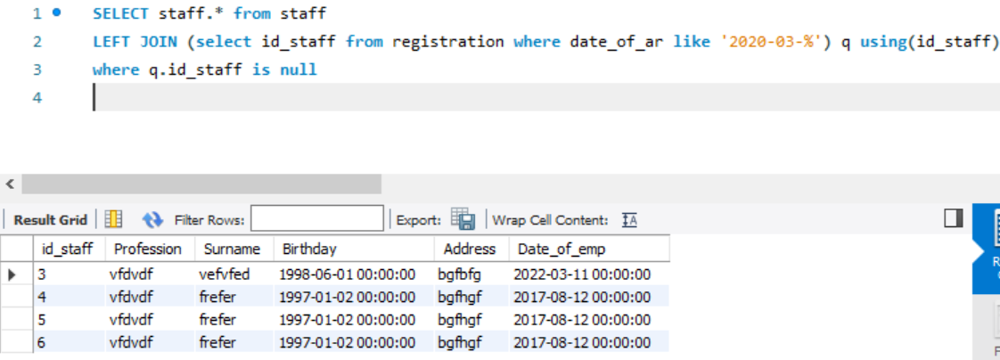 1 SELECT staff.* from staff
2 LEFT JOIN (select id_staff from registration where date_of_ar like '2020-03-%') q using(id_staff)
3 where q.id_staff is null
4
Result Grid Filter Rows: Export: Wrap Cell Content: IA
id_staff Profession Surname Birthday Address Date_of_emp
3 vfdvdf vefvfed 1998-06-01 00:00:00 bgfbfg 2022-03-11 00:00:00
4 vfdvdf frefer 1997-01-02 00:00:00 bgfhgf 2017-08-12 00:00:00
5 vfdvdf frefer 1997-01-02 00:00:00 bgfhgf 2017-08-12 00:00:00
6 vfdvdf frefer 1997-01-02 00:00:00 bgfhgf 2017-08-12 00:00:00